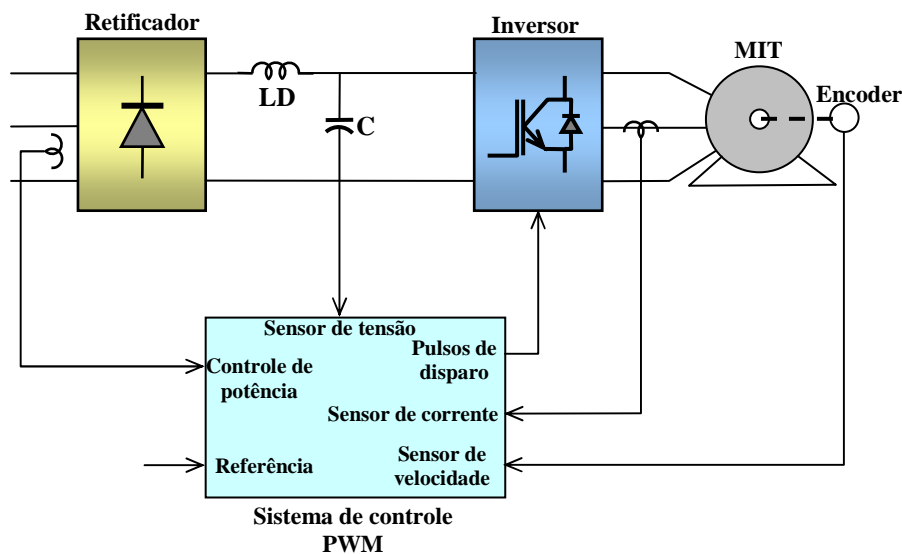 Retificador
Inversor
MIT
Encoder
LD
C
Sensor de tensão
Pulsos de
disparo
Controle de
potência
Sensor de corrente
Referência
Sensor de
velocidade
Sistema de controle
PWM